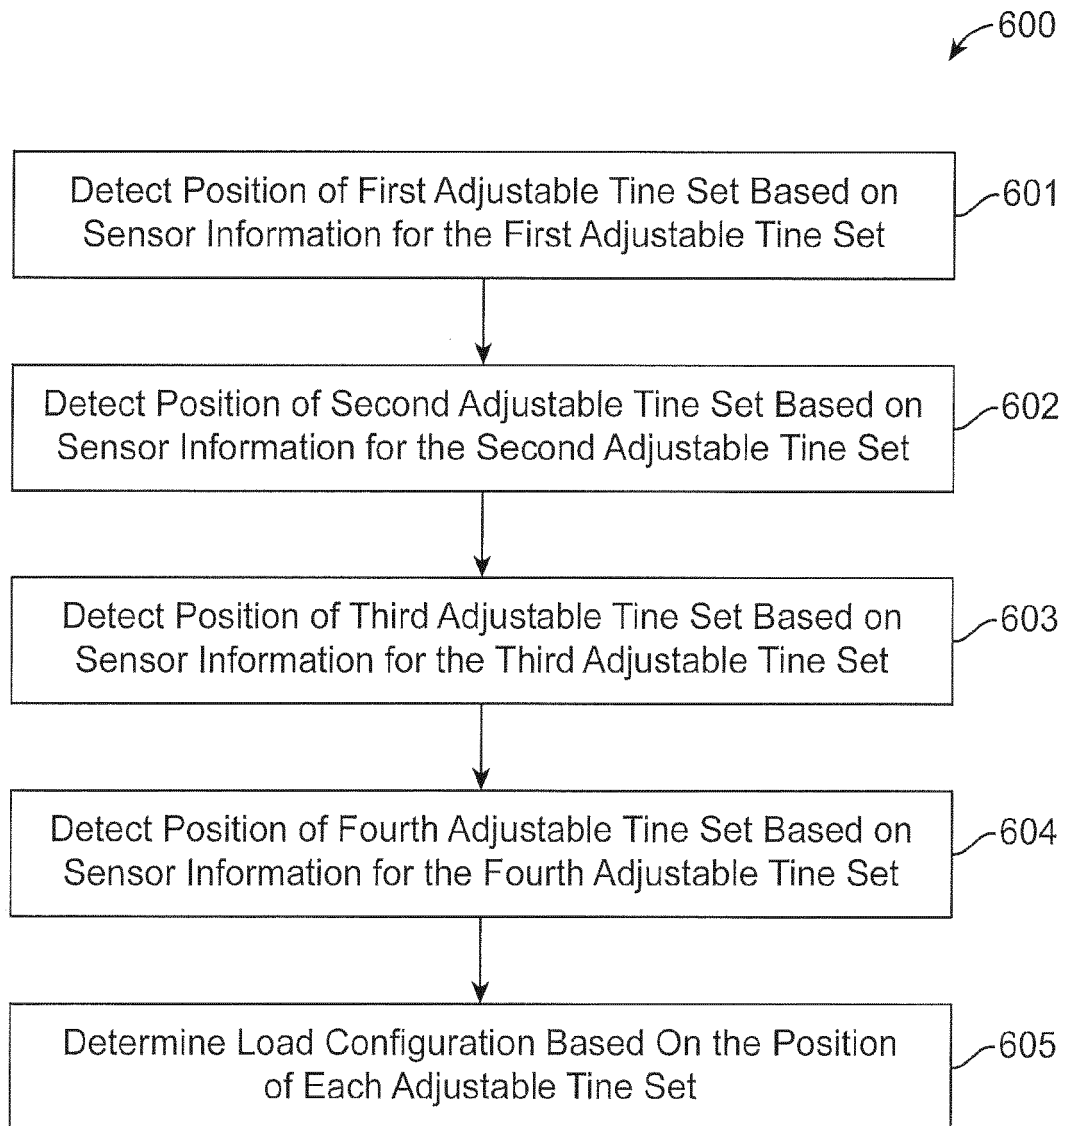 600
Detect Position of First Adjustable Tine Set Based on
Sensor Information for the First Adjustable Tine Set
601
Detect Position of Second Adjustable Tine Set Based on
Sensor Information for the Second Adjustable Tine Set
602
Detect Position of Third Adjustable Tine Set Based on
Sensor Information for the Third Adjustable Tine Set
603
Detect Position of Fourth Adjustable Tine Set Based on
Sensor Information for the Fourth Adjustable Tine Set
604
Determine Load Configuration Based On the Position
of Each Adjustable Tine Set
605